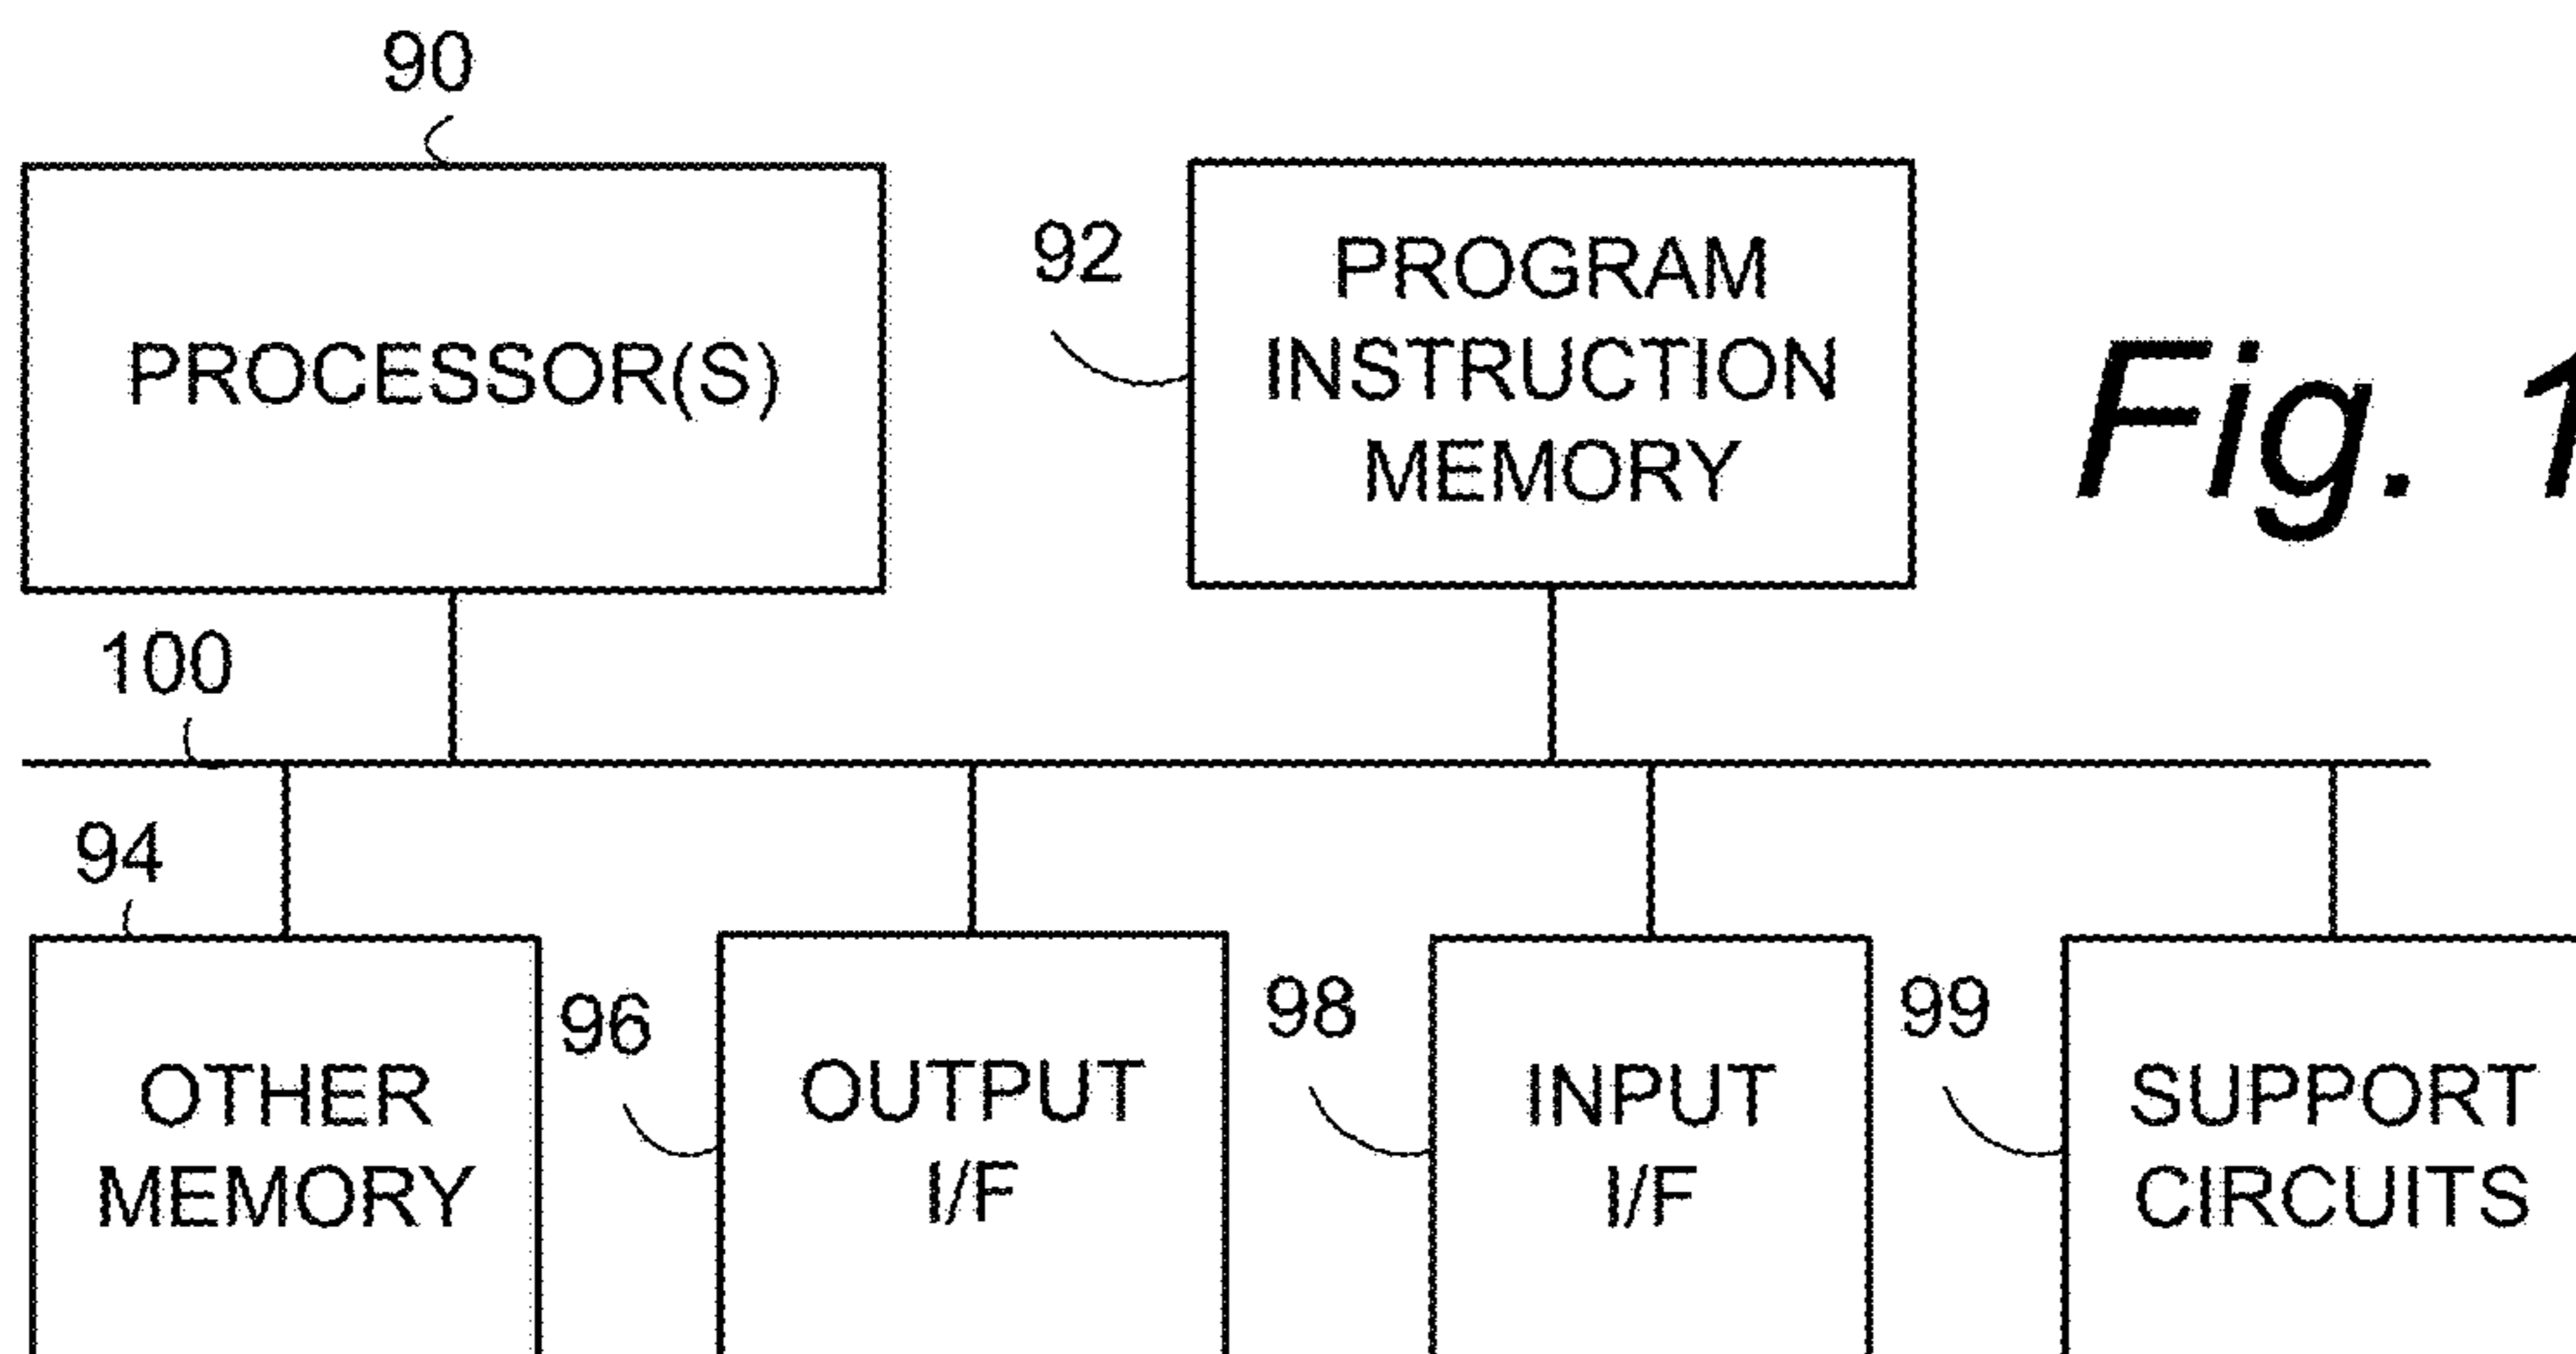 90
PROCESSOR(S)
92
PROGRAM
INSTRUCTION
MEMORY
Fig. 1
100
94
OTHER
MEMORY
96
OUTPUT
I/F
98
INPUT
I/F
99
SUPPORT
CIRCUITS